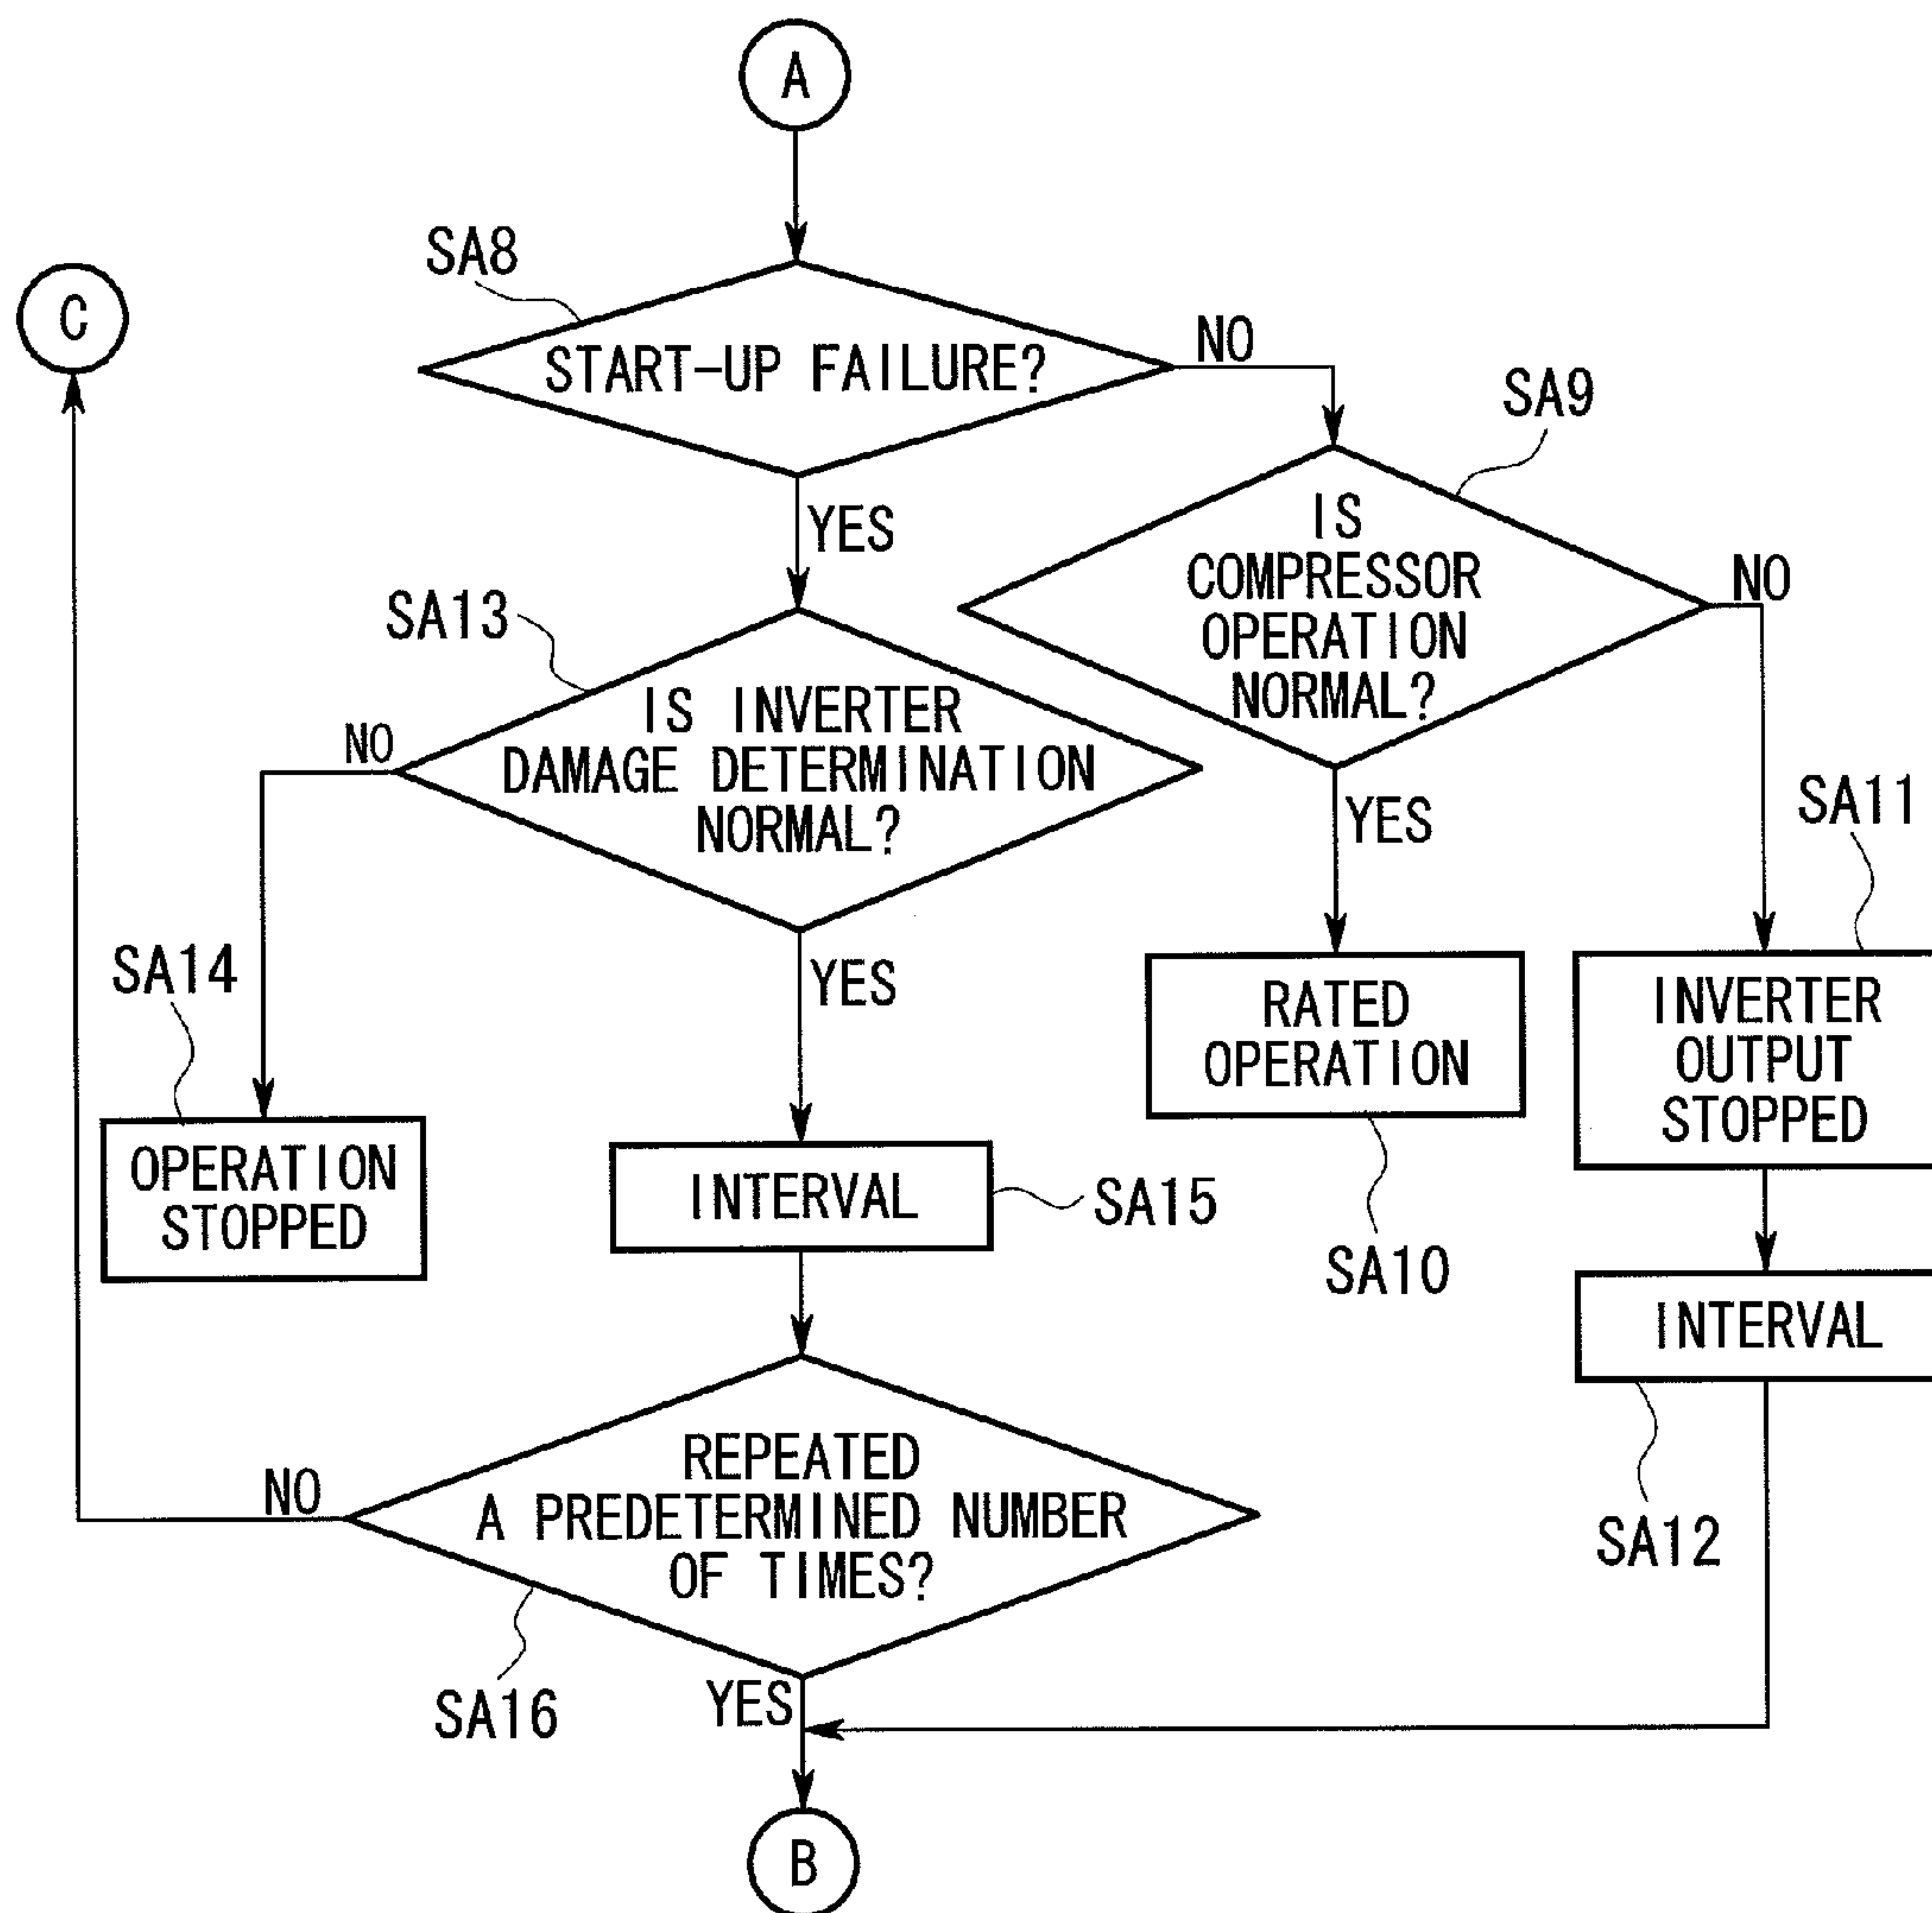 A
SA8
C
START-UP FAILURE?
NO
SA9
YES
IS
COMPRESSOR
OPERATION
NORMAL?
NO
SA13
IS INVERTER
DAMAGE DETERMINATION
NORMAL?
NO
YES
SA11
SA14
YES
RATED
OPERATION
INVERTER
OUTPUT
STOPPED
OPERATION
STOPPED
INTERVAL
SA15
SA10
INTERVAL
REPEATED
A PREDETERMINED NUMBER
OF TIMES?
NO
SA12
SA16
YES
B